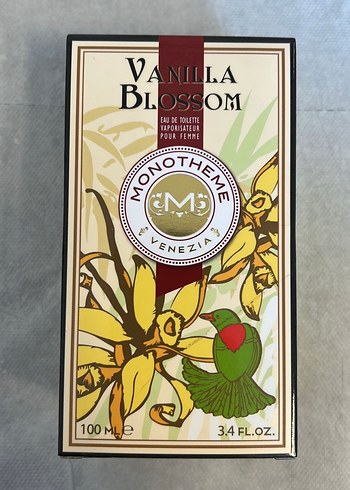 VANILLA
BLOSSOM
EAU DE TOILETTE
VAPORISATEUR
POUR FEMME
MONOTHEME
M
VENEZIA
100 ML e
3.4 FL.OZ.